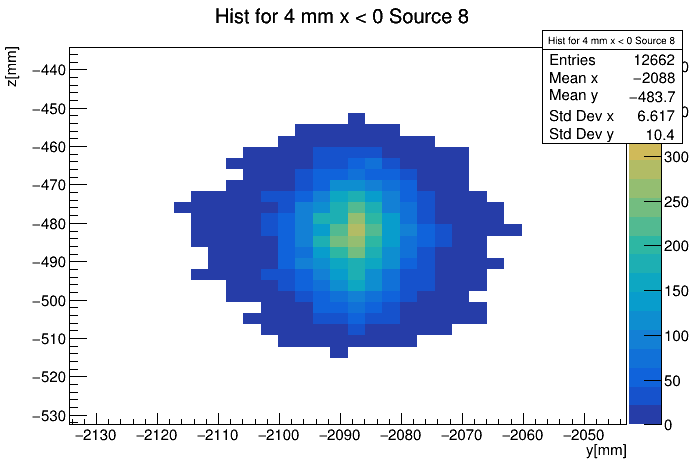 Hist for 4 mm x < 0 Source 8
Hist for 4 mm x < 0 Source 8
Entries 12662
Mean x −2088
Mean y −483.7
Std Dev x 6.617
Std Dev y 10.4
z[mm]
−440
−450
−460
−470
−480
−490
−500
−510
−520
−530
−2130 −2120 −2110 −2100 −2090 −2080 −2070 −2060 −2050
y[mm]
300
250
200
150
100
50
0